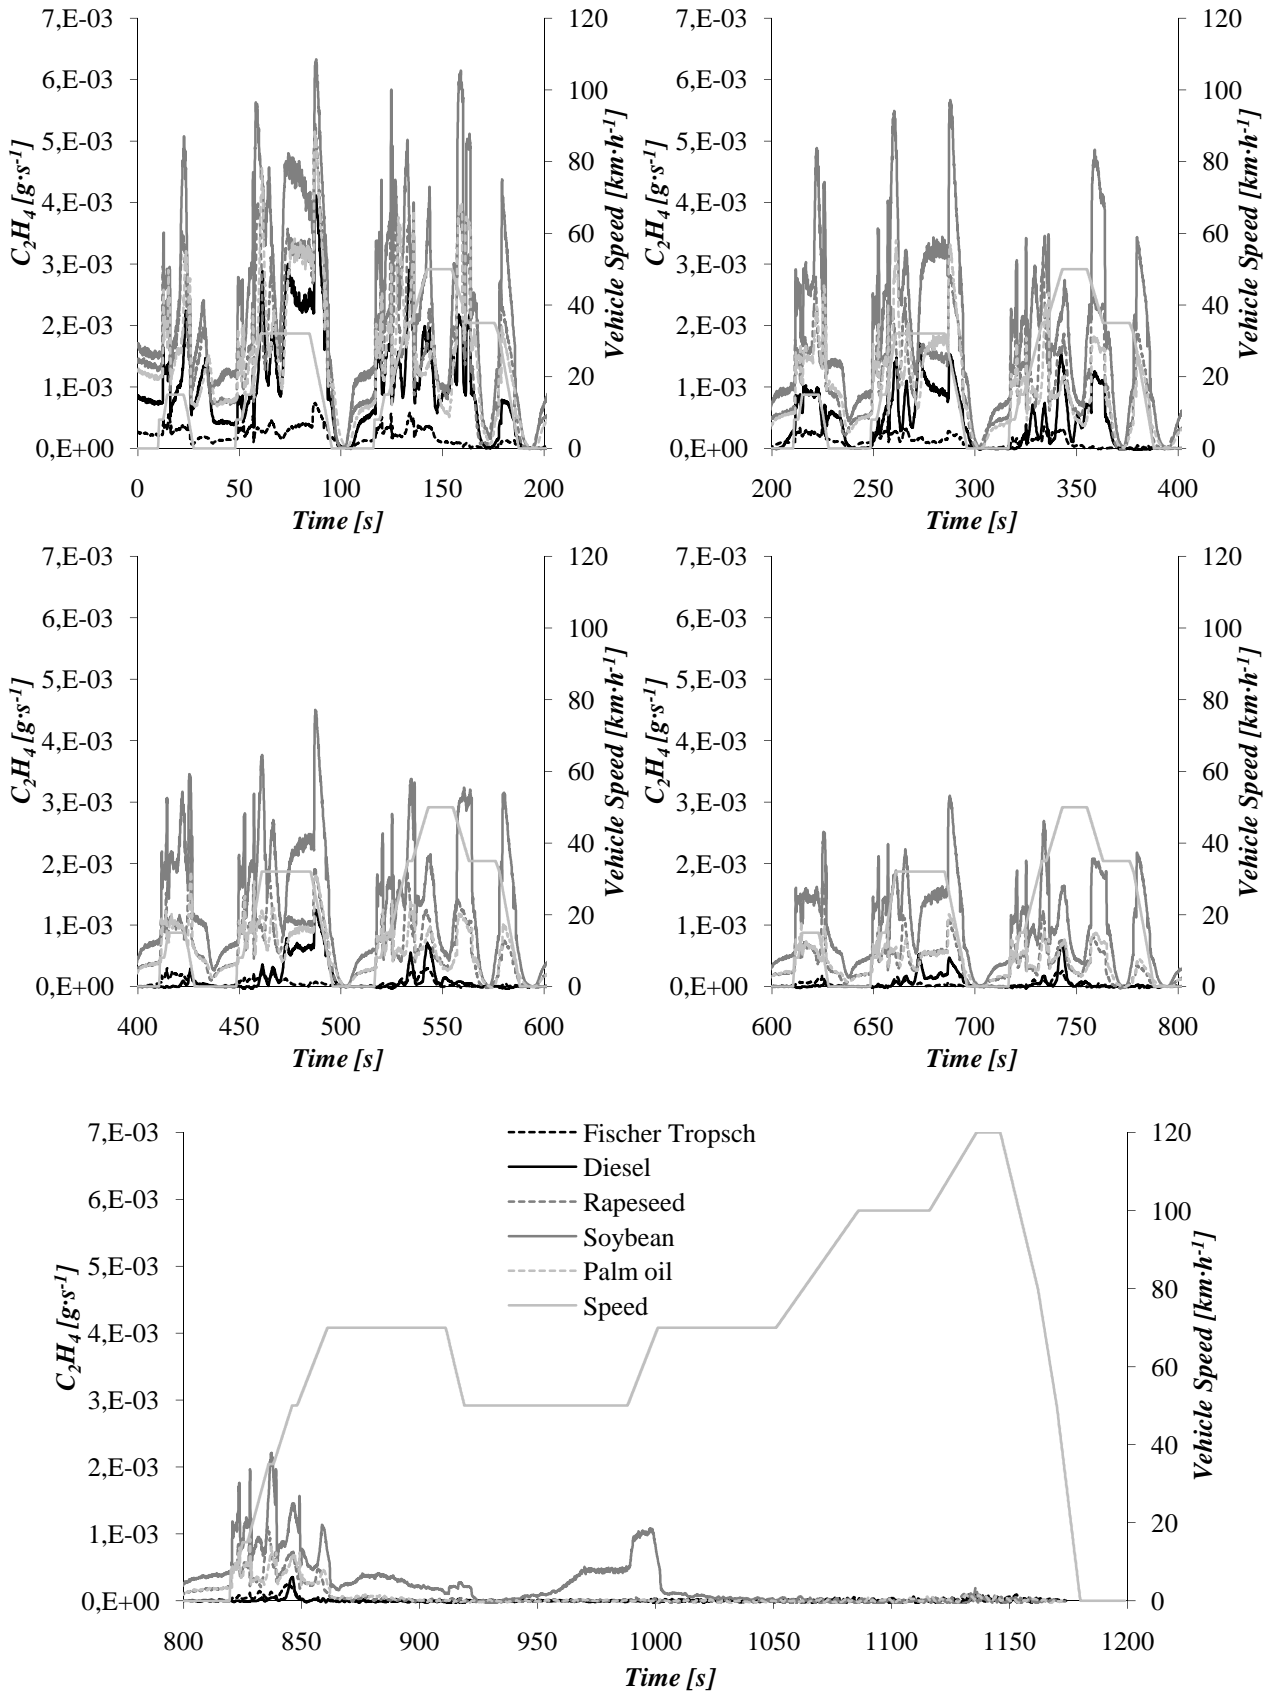 7,E-03
6,E-03
5,E-03
4,E-03
3,E-03
2,E-03
1,E-03
0,E+00
C2H4 [g·s-1]
120
100
80
60
40
20
0
Vehicle Speed [km·h-1]
0 50 100 150 200
Time [s]
7,E-03
6,E-03
5,E-03
4,E-03
3,E-03
2,E-03
1,E-03
0,E+00
C2H4 [g·s-1]
120
100
80
60
40
20
0
Vehicle Speed [km·h-1]
200 250 300 350 400
Time [s]
7,E-03
6,E-03
5,E-03
4,E-03
3,E-03
2,E-03
1,E-03
0,E+00
C2H4 [g·s-1]
120
100
80
60
40
20
0
Vehicle Speed [km·h-1]
400 450 500 550 600
Time [s]
7,E-03
6,E-03
5,E-03
4,E-03
3,E-03
2,E-03
1,E-03
0,E+00
C2H4 [g·s-1]
120
100
80
60
40
20
0
Vehicle Speed [km·h-1]
600 650 700 750 800
Time [s]
7,E-03
6,E-03
5,E-03
4,E-03
3,E-03
2,E-03
1,E-03
0,E+00
C2H4 [g·s-1]
Fischer Tropsch
Diesel
Rapeseed
Soybean
Palm oil
Speed
120
100
80
60
40
20
0
Vehicle Speed [km·h-1]
800 850 900 950 1000 1050 1100 1150 1200
Time [s]